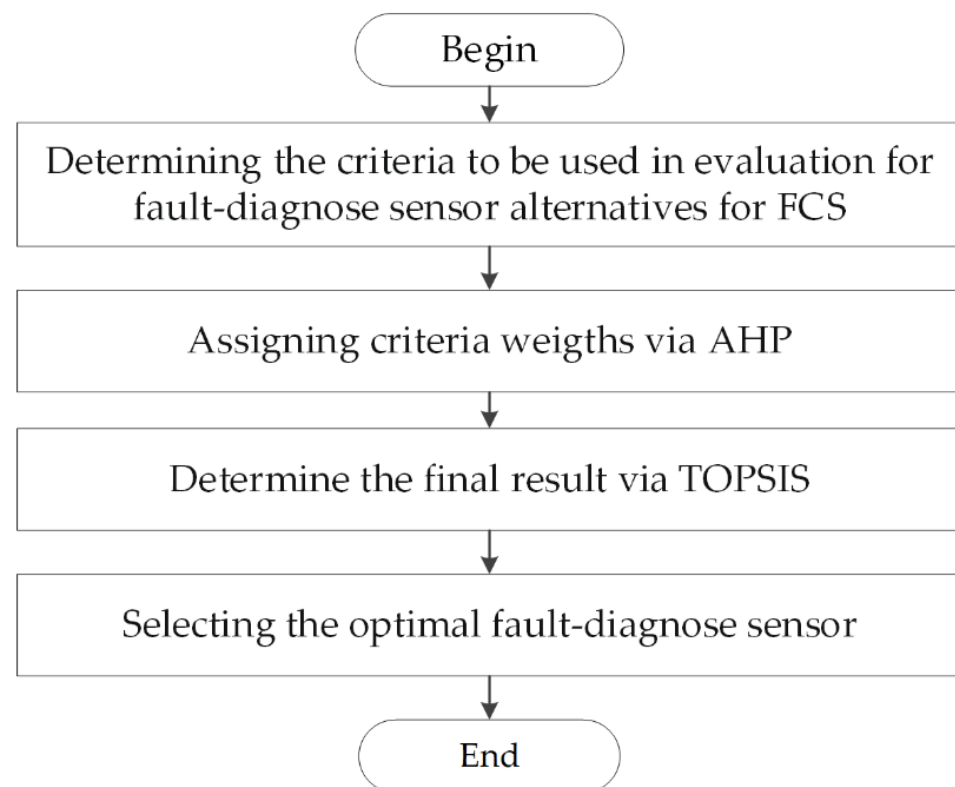 Begin
Determining the criteria to be used in evaluation for
fault-diagnose sensor alternatives for FCS
Assigning criteria weigths via AHP
Determine the final result via TOPSIS
Selecting the optimal fault-diagnose sensor
End